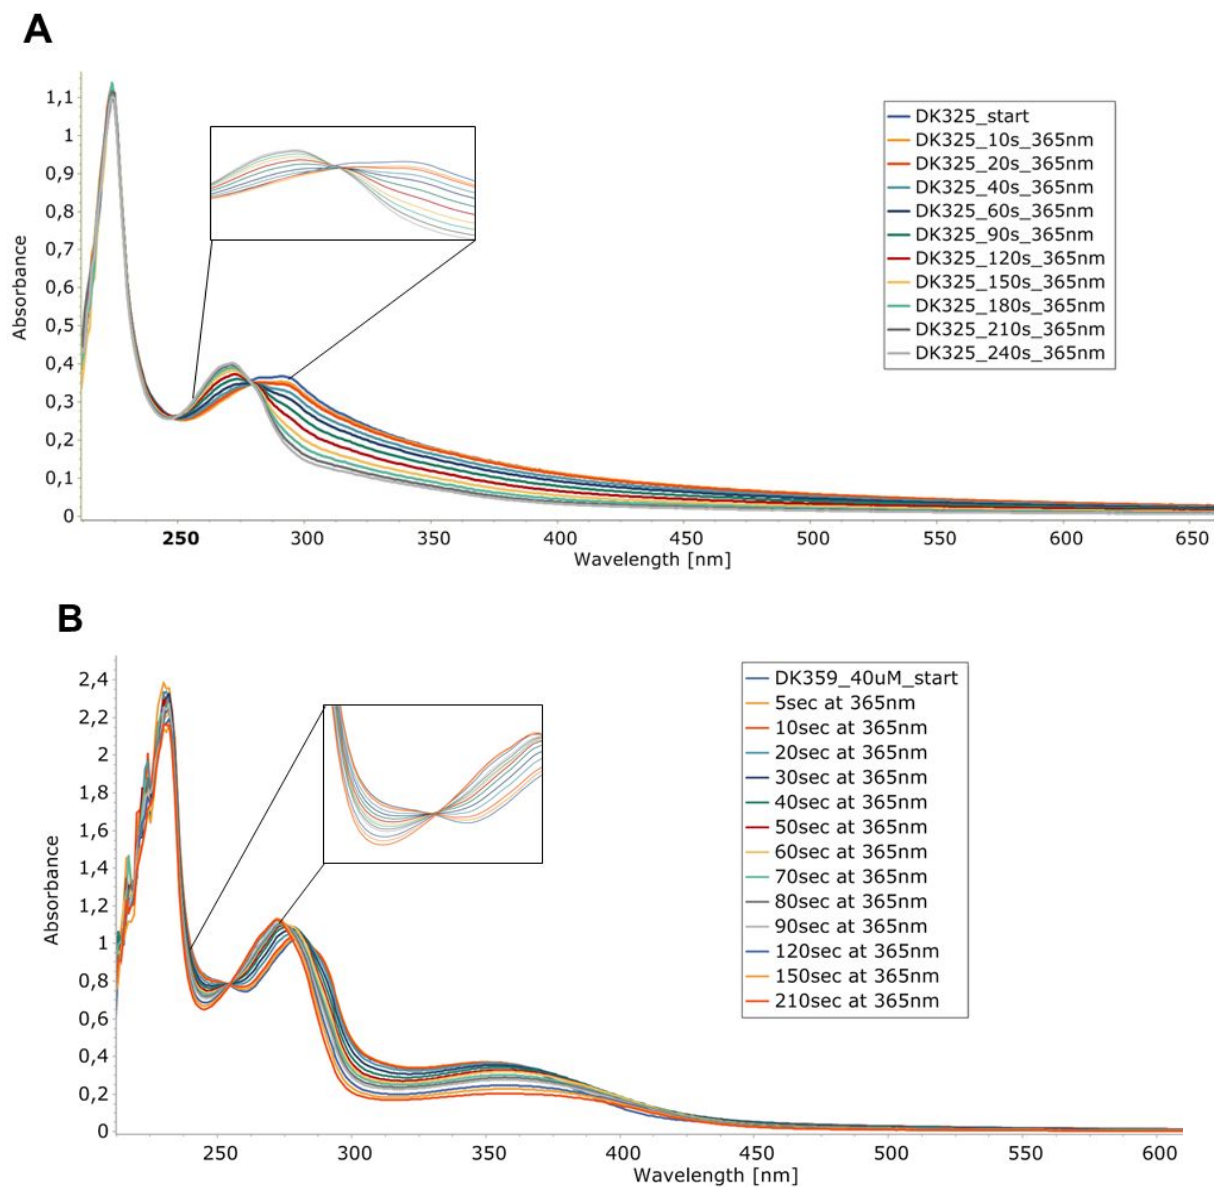 A
1,1
1
0,9
0,8
0,7
0,6
0,5
0,4
0,3
0,2
0,1
0
Absorbance
250 300 350 400 450 500 550 600 650
Wavelength [nm]
DK325_start
DK325_10s_365nm
DK325_20s_365nm
DK325_40s_365nm
DK325_60s_365nm
DK325_90s_365nm
DK325_120s_365nm
DK325_150s_365nm
DK325_180s_365nm
DK325_210s_365nm
DK325_240s_365nm
B
2,4
2,2
2
1,8
1,6
1,4
1,2
1
0,8
0,6
0,4
0,2
0
Absorbance
250 300 350 400 450 500 550 600
Wavelength [nm]
DK359_40uM_start
5sec at 365nm
10sec at 365nm
20sec at 365nm
30sec at 365nm
40sec at 365nm
50sec at 365nm
60sec at 365nm
70sec at 365nm
80sec at 365nm
90sec at 365nm
120sec at 365nm
150sec at 365nm
210sec at 365nm